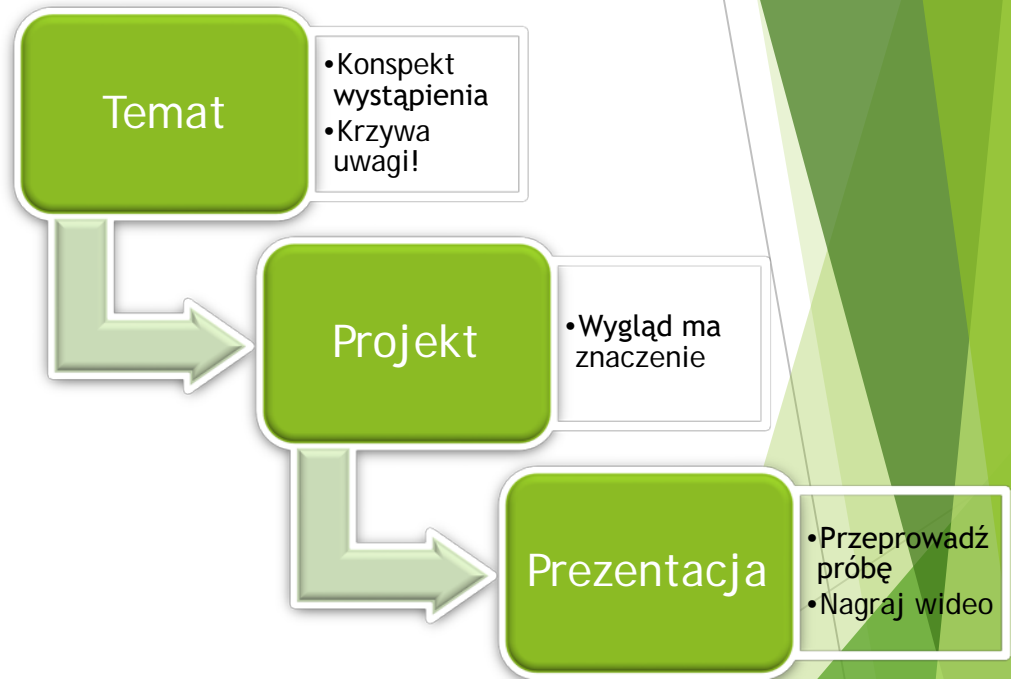 Temat
•Konspekt
wystąpienia
•Krzywa
uwagi!
Projekt
•Wygląd ma
znaczenie
Prezentacja
•Przeprowadź
próbę
•Nagraj wideo